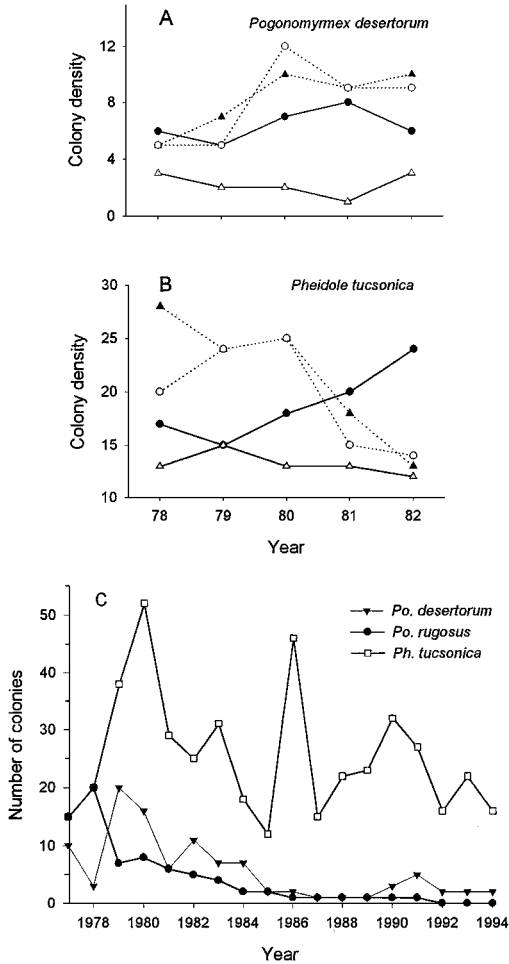 A
Pogonomyrmex desertorum
12
8
4
0
Colony density
B
Pheidole tucsonica
30
25
20
15
10
Colony density
78 79 80 81 82
Year
C
Po. desertorum
Po. rugosus
Ph. tucsonica
50
40
30
20
10
0
Number of colonies
1978 1980 1982 1984 1986 1988 1990 1992 1994
Year